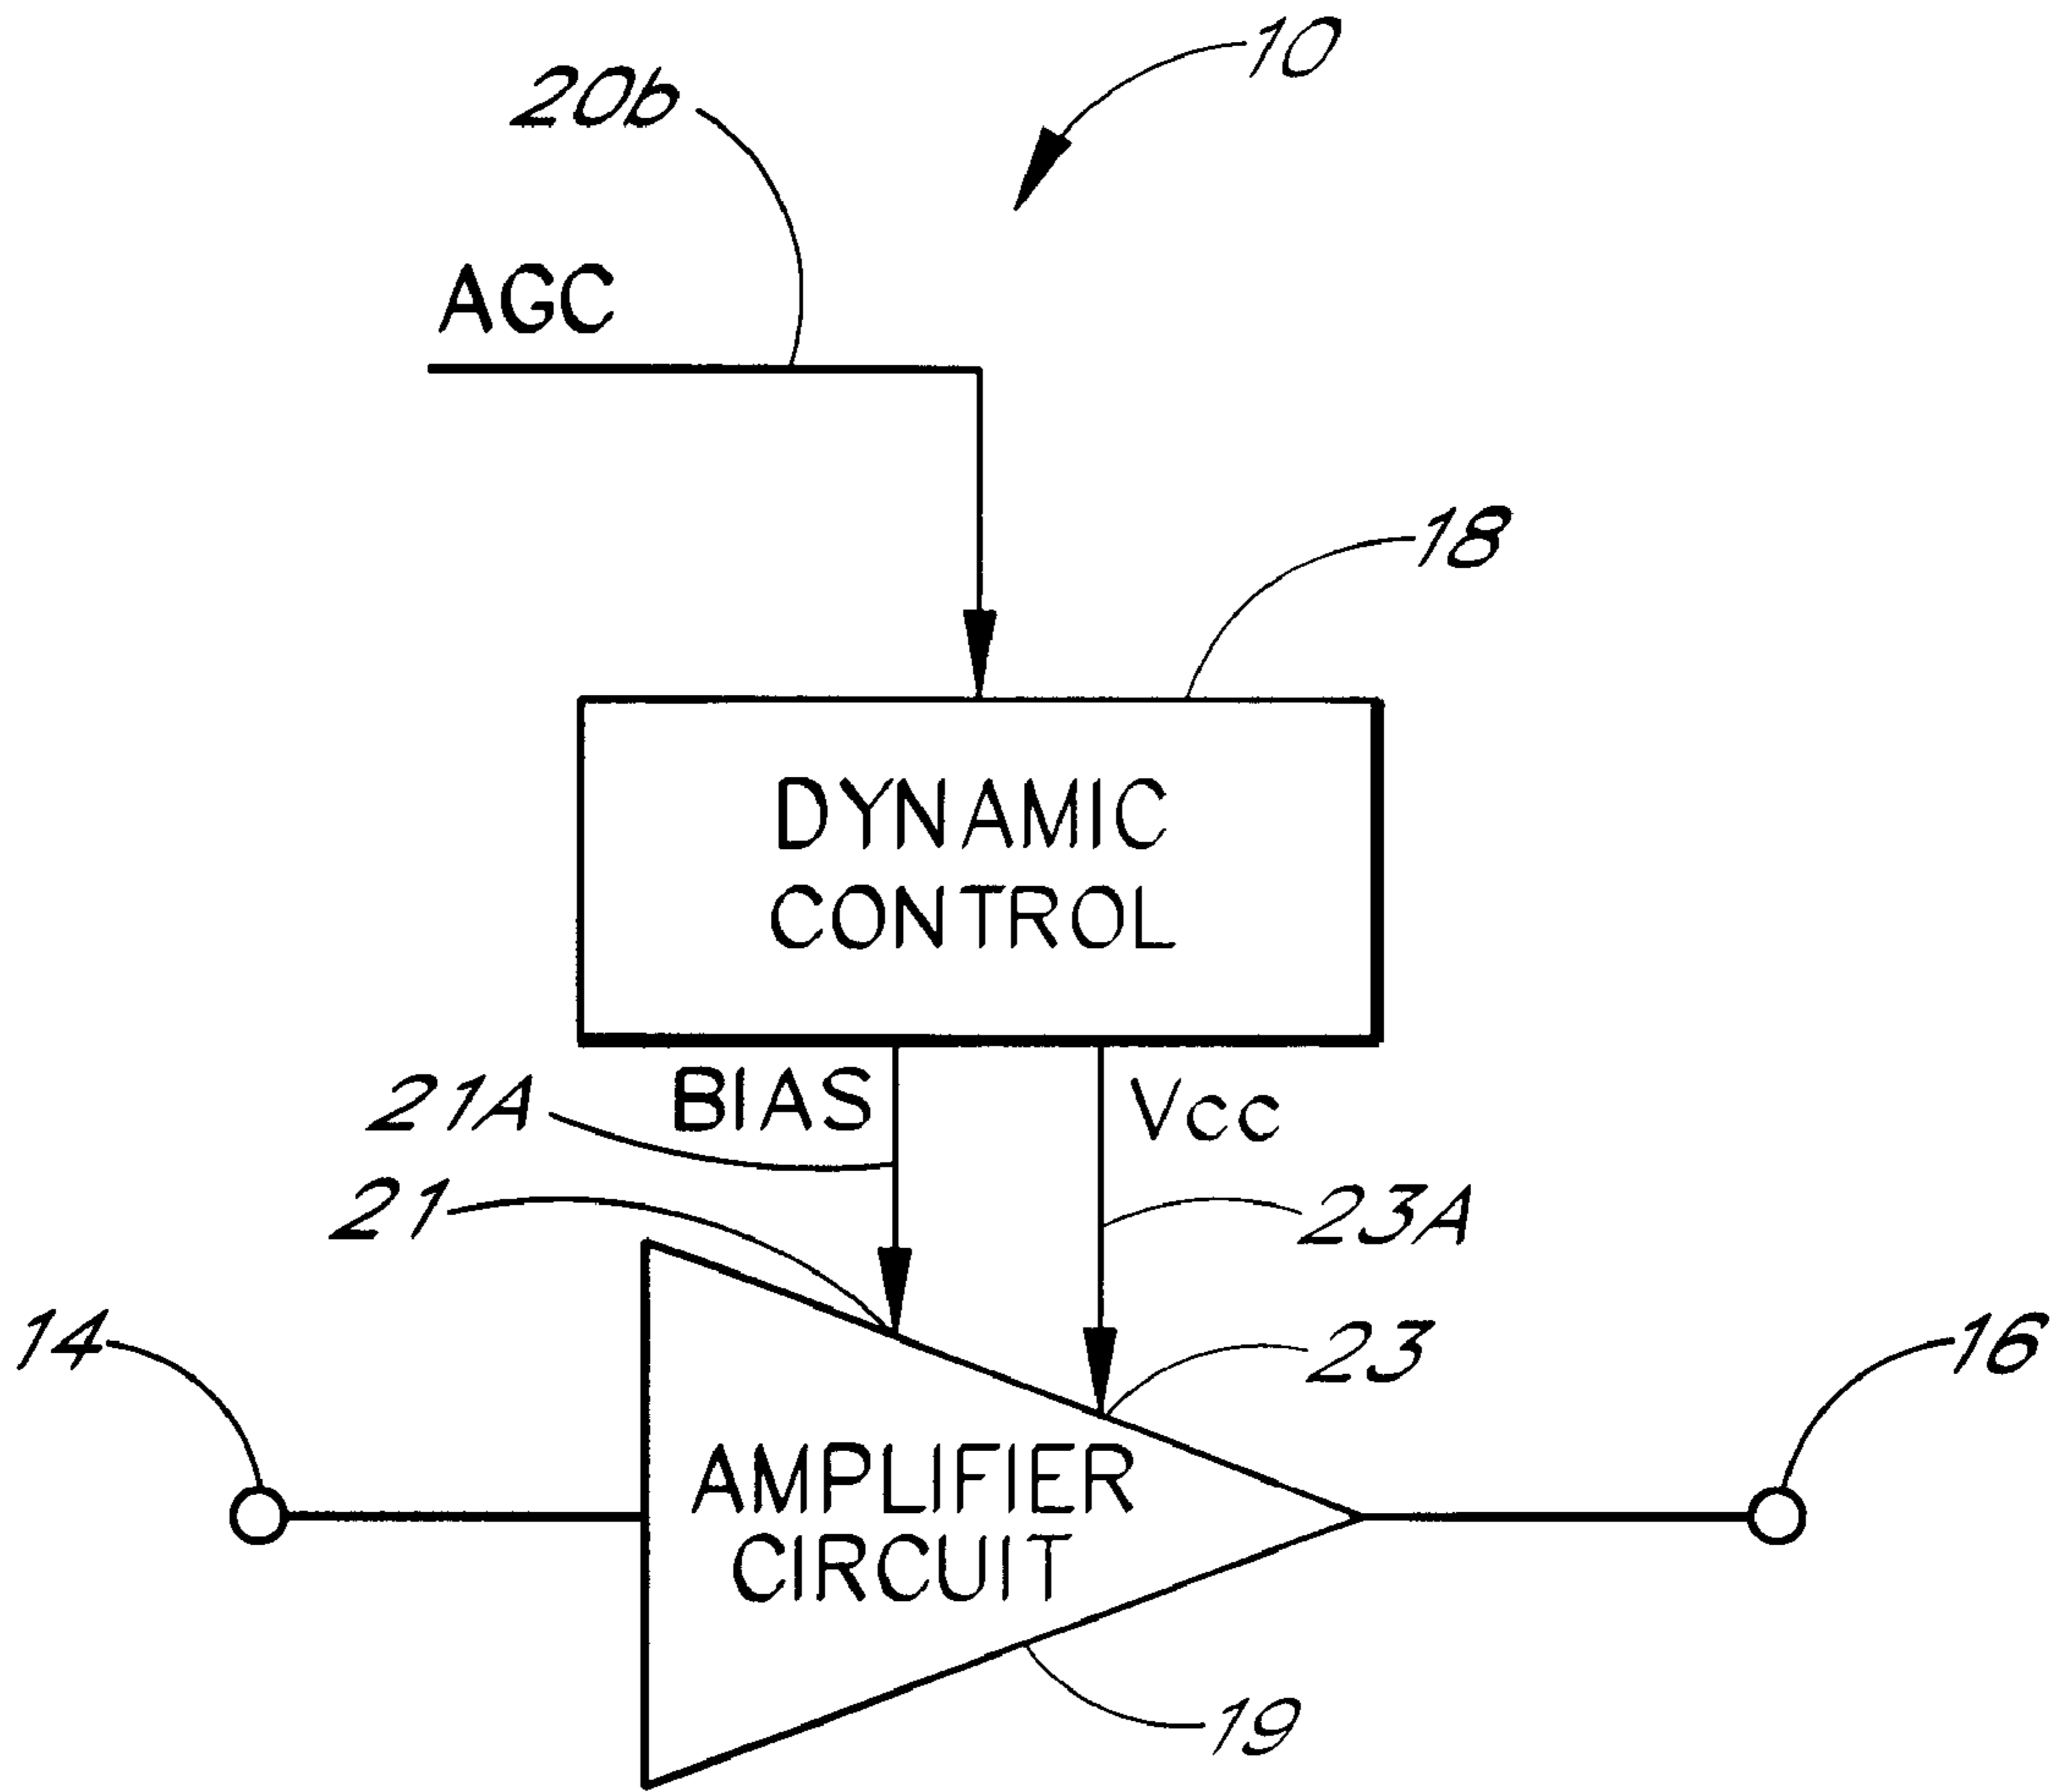 10
20b
AGC
18
DYNAMIC
CONTROL
21A
BIAS
Vcc
21
23A
14
23
16
AMPLIFIER
CIRCUIT
19